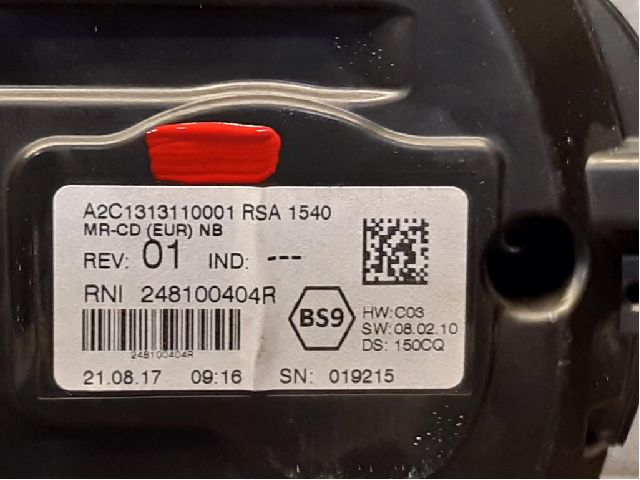 A2C1313110001 RSA 1540
MR-CD (EUR) NB
REV: 01 IND: ---
RNI 248100404R
BS9
HW:C03
SW:08.02.10
DS: 150CQ
248100404R
21.08.17 09:16 SN: 019215